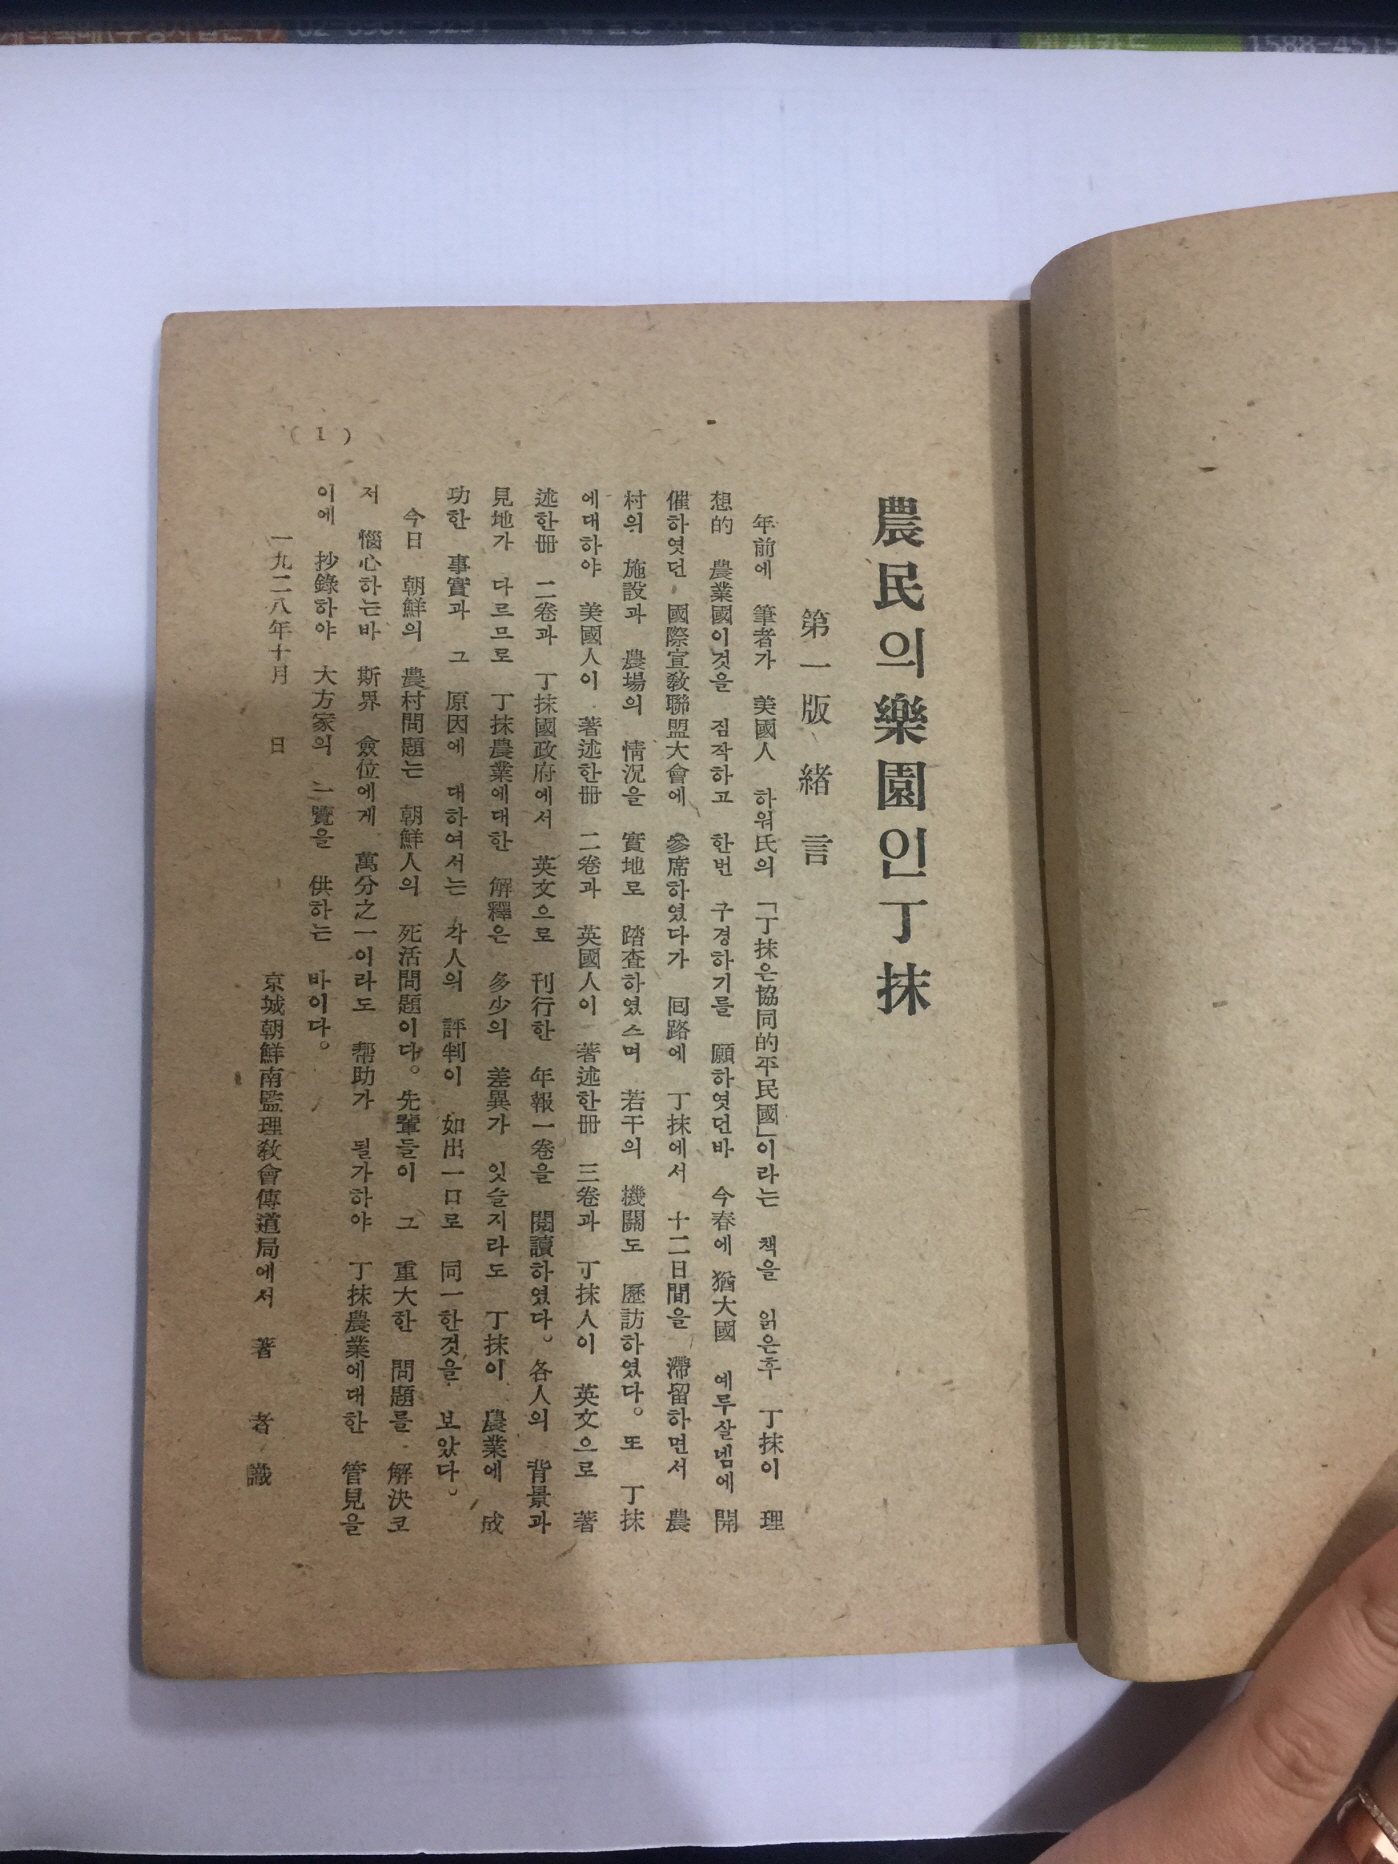 農民의樂園인丁抹
第一版緖言
年前에 筆者가 美國人 하워氏의 「丁抹은協同的平民國」이라는 책을 읽은후 丁抹이 理
想的 農業國이것을 짐작하고 한번 구경하기를 願하엿던바 今春에 猶大國 예루살넴에 開
催하엿던 國際宣敎聯盟大會에 參席하였다가 回路에 丁抹에서 十二日間을 滯留하면서 農
村의 施設과 農場의 情況을 實地로 踏査하였스며 若干의 機關도 歷訪하였다。또 丁抹
에대하야 美國人이 著述한冊 二卷과 英國人이 著述한冊 三卷과 丁抹人이 英文으로 著
述한冊 二卷과 丁抹國政府에서 英文으로 刊行한 年報一卷을 閱讀하였다。各人의 背景과
見地가 다르므로 丁抹農業에대한 解釋은 多少의 差異가 잇슬지라도 丁抹이 農業에 成
功한 事實과 그 原因에 대하여서는 各人의 評判이 如出一口로 同一한것을 보았다。
今日 朝鮮의 農村問題는 朝鮮人의 死活問題이다。先輩들이 그 重大한 問題를 解決코
저 惱心하는바 斯界 僉位에게 萬分之一이라도 帮助가 될가하야 丁抹農業에대한 管見을
이에 抄錄하야 大方家의 一覽을 供하는 바이다。
一九二八年十月 日
京城朝鮮南監理敎會傳道局에서 著者識
( 1 )
1588-451